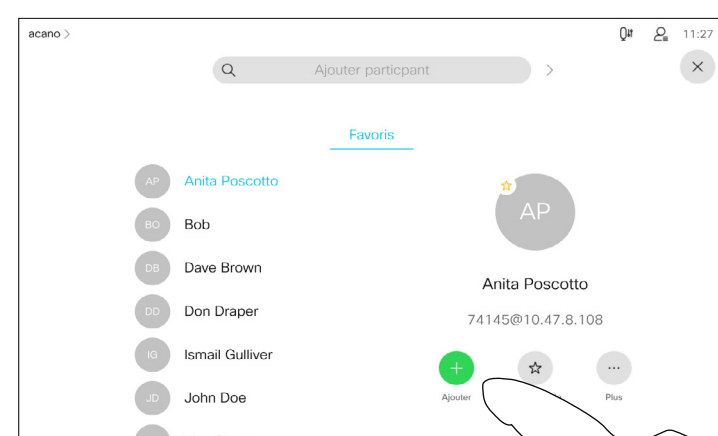 acano >
11:27
Ajouter particpant
Favoris
AP Anita Poscotto
BO Bob
DB Dave Brown
DD Don Draper
IG Ismail Gulliver
JD John Doe
AP
Anita Poscotto
74145@10.47.8.108
Ajouter
Plus